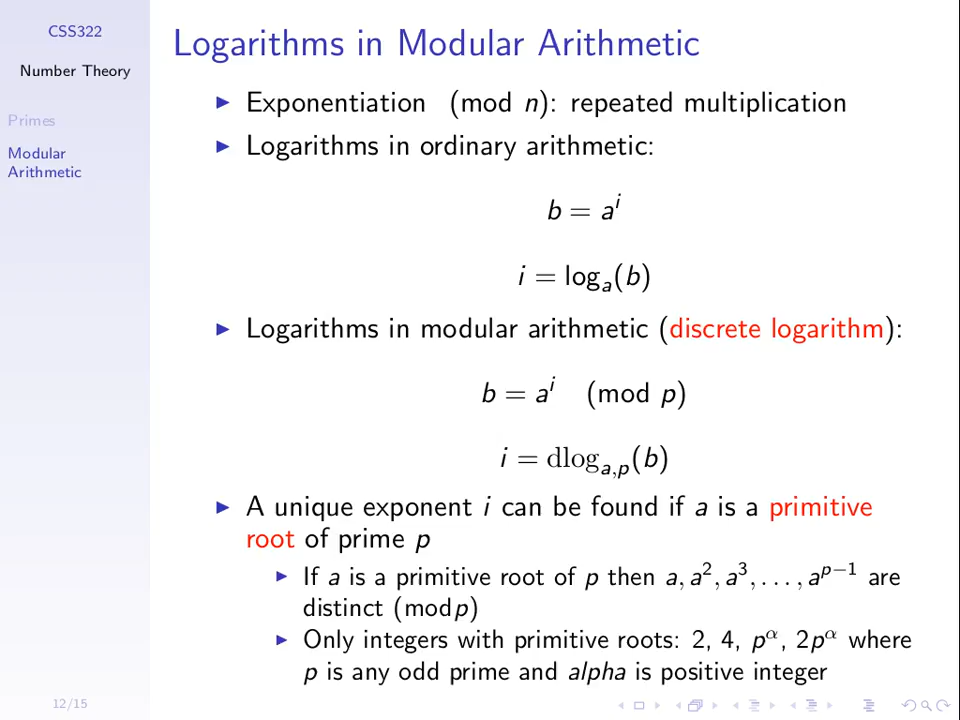 CSS322
Number Theory
Primes
Modular
Arithmetic
Logarithms in Modular Arithmetic
▶ Exponentiation (mod n): repeated multiplication
▶ Logarithms in ordinary arithmetic:
b = a^i
i = log_a(b)
▶ Logarithms in modular arithmetic (discrete logarithm):
b = a^i (mod p)
i = dlog_{a,p}(b)
▶ A unique exponent i can be found if a is a primitive
root of prime p
▶ If a is a primitive root of p then a, a^2, a^3, . . . , a^{p−1} are
distinct (modp)
▶ Only integers with primitive roots: 2, 4, p^α, 2p^α where
p is any odd prime and alpha is positive integer
12/15